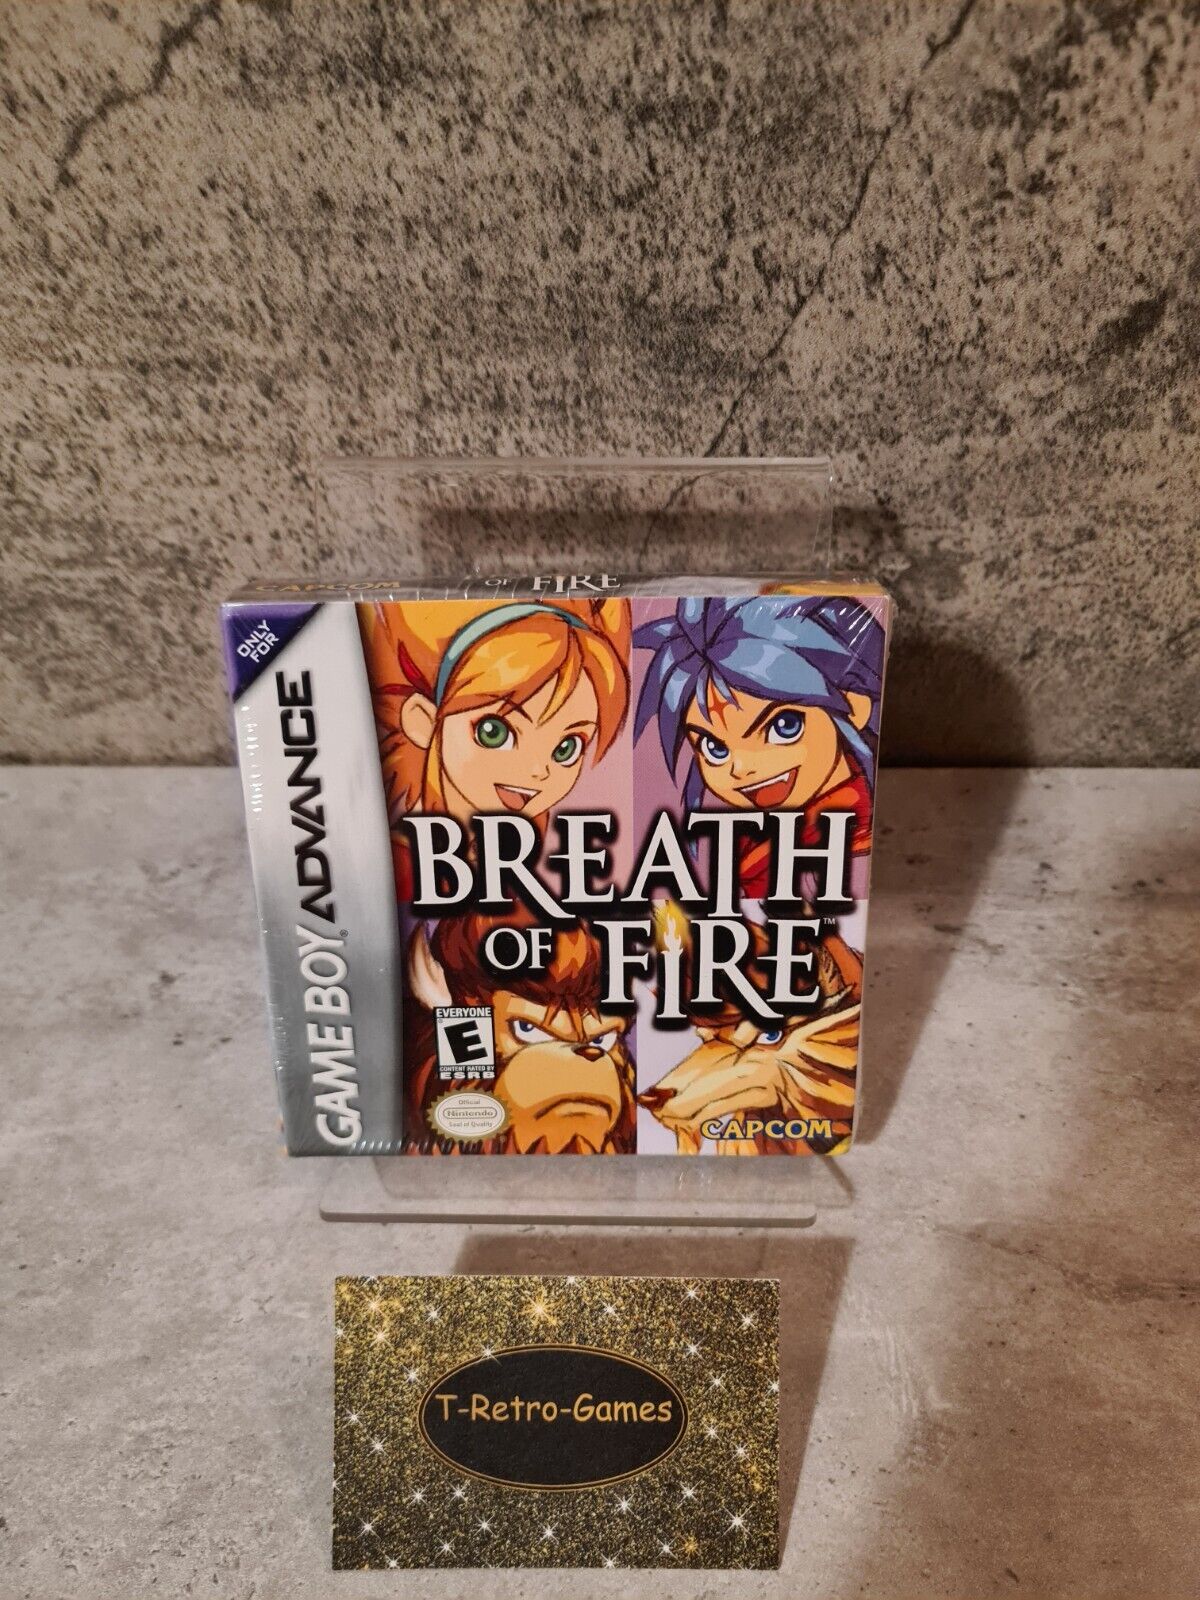 CAPCOM
OF FIRE
ONLY
FOR
GAME BOY ADVANCE
®
BREATH
OF FIRE™
EVERYONE
E
CONTENT RATED BY
ESRB
Official
Nintendo
Seal of Quality
CAPCOM
T-Retro-Games